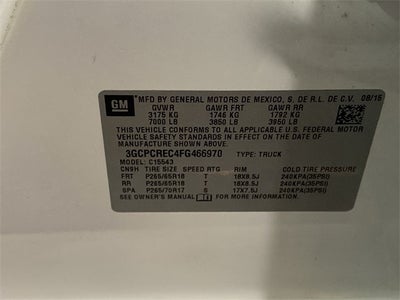 GM
MFD BY GENERAL MOTORS DE MEXICO, S. DE R.L. DE C.V. 08/15
GVWR GAWR FRT GAWR RR
3175 KG 1746 KG 1792 KG
7000 LB 3850 LB 3950 LB
THIS VEHICLE CONFORMS TO ALL APPLICABLE U.S. FEDERAL MOTOR
VEHICLE SAFETY STANDARDS IN EFFECT ON THE DATE OF
MANUFACTURE SHOWN ABOVE.
3GCPCREC4FG466970 TYPE: TRUCK
MODEL: C15543
CN9H TIRE SIZE SPEED RTG RIM COLD TIRE PRESSURE
FRT P265/65R18 T 18X8.5J 240KPA(35PSI)
RR P265/65R18 T 18X8.5J 240KPA(35PSI)
SPA P265/70R17 S 17X7.5J 240KPA(35PSI)
SEE OWNER'S MANUAL FOR MORE INFORMATION.